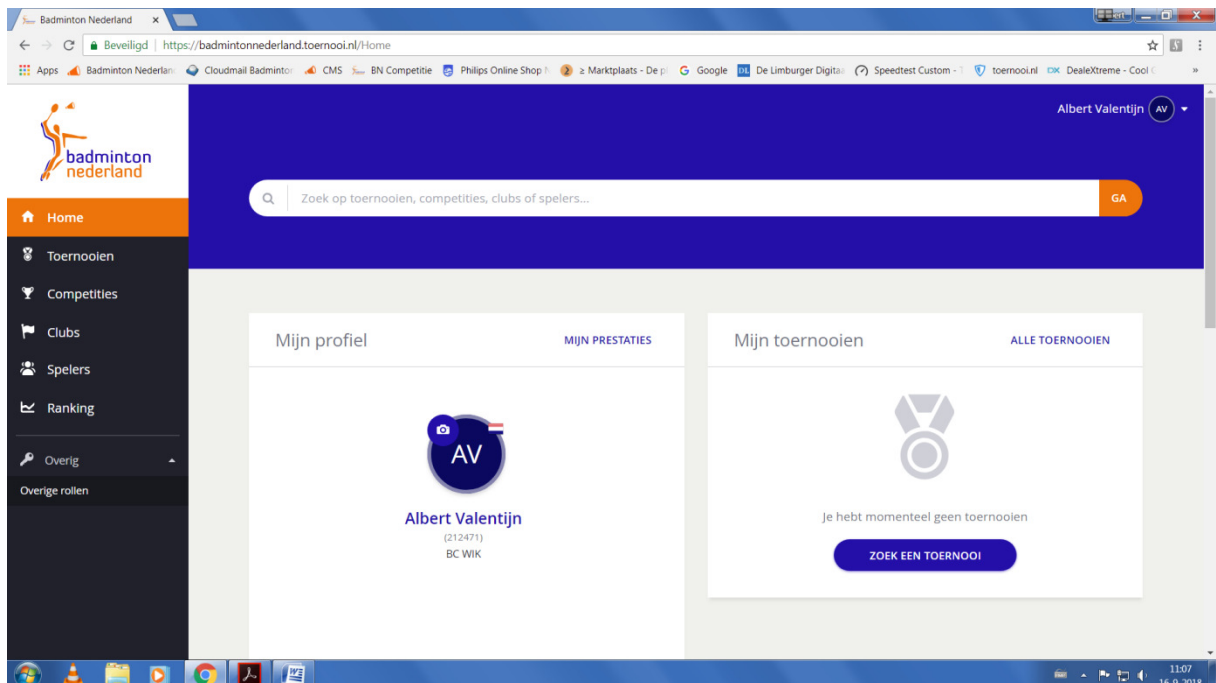 Badminton Nederland
Beveiligd | https://badmintonnederland.toernooi.nl/Home
Apps
Badminton Nederlan
Cloudmail Badminto
CMS
BN Competitie
Philips Online Shop
≥ Marktplaats - De p
Google
De Limburger Digita
Speedtest Custom -
toernooi.nl
DealeXtreme - Cool
»
Albert Valentijn AV
badminton
nederland
Zoek op toernooien, competities, clubs of spelers...
GA
Home
Toernooien
Competities
Clubs
Spelers
Ranking
Overig
Overige rollen
Mijn profiel
MIJN PRESTATIES
AV
Albert Valentijn
(212471)
BC WIK
Mijn toernooien
ALLE TOERNOOIEN
Je hebt momenteel geen toernooien
ZOEK EEN TOERNOOI
11:07
16-9-2018